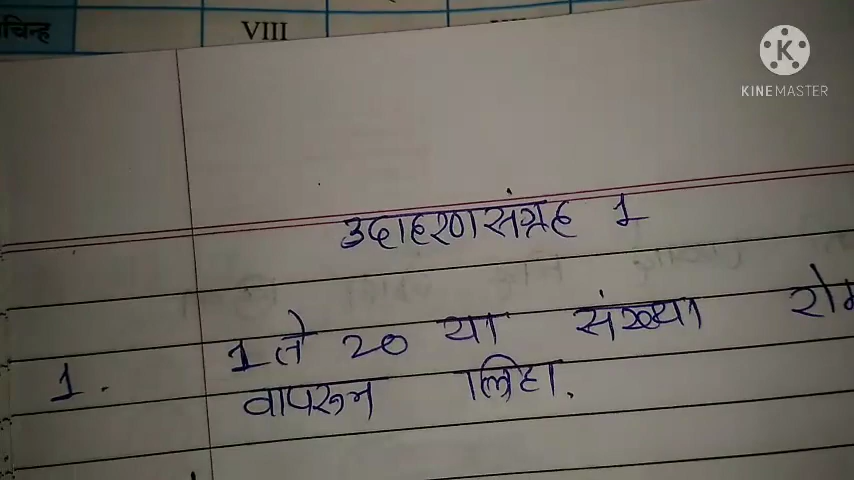 चिन्ह VIII
KINEMASTER
उदाहरणसंग्रह 1
1. 1 ते 20 या संख्या
वापरून लिहा.